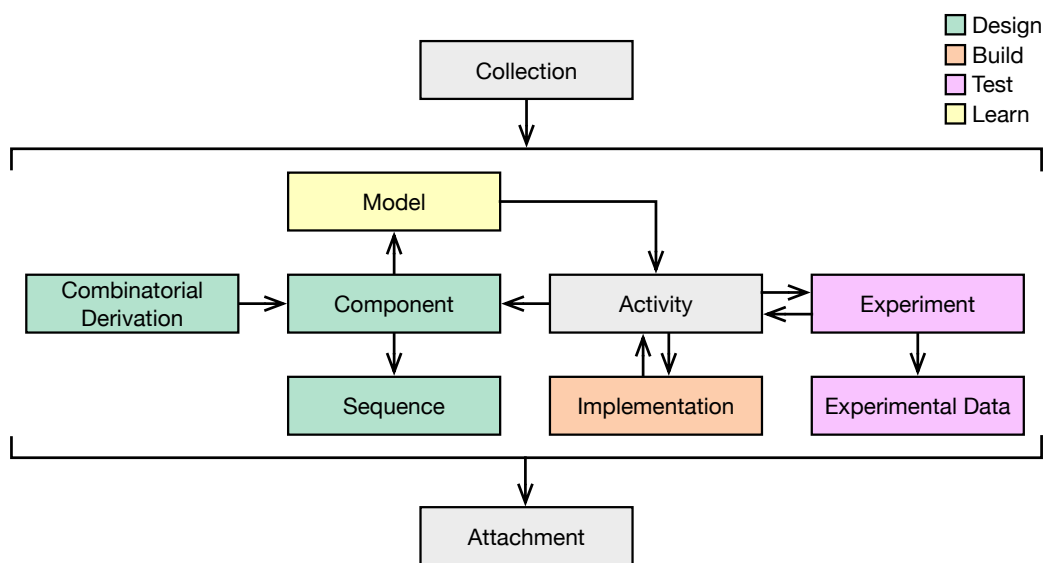 Design
Build
Test
Learn
Collection
Model
Combinatorial
Derivation
Component
Activity
Experiment
Sequence
Implementation
Experimental Data
Attachment